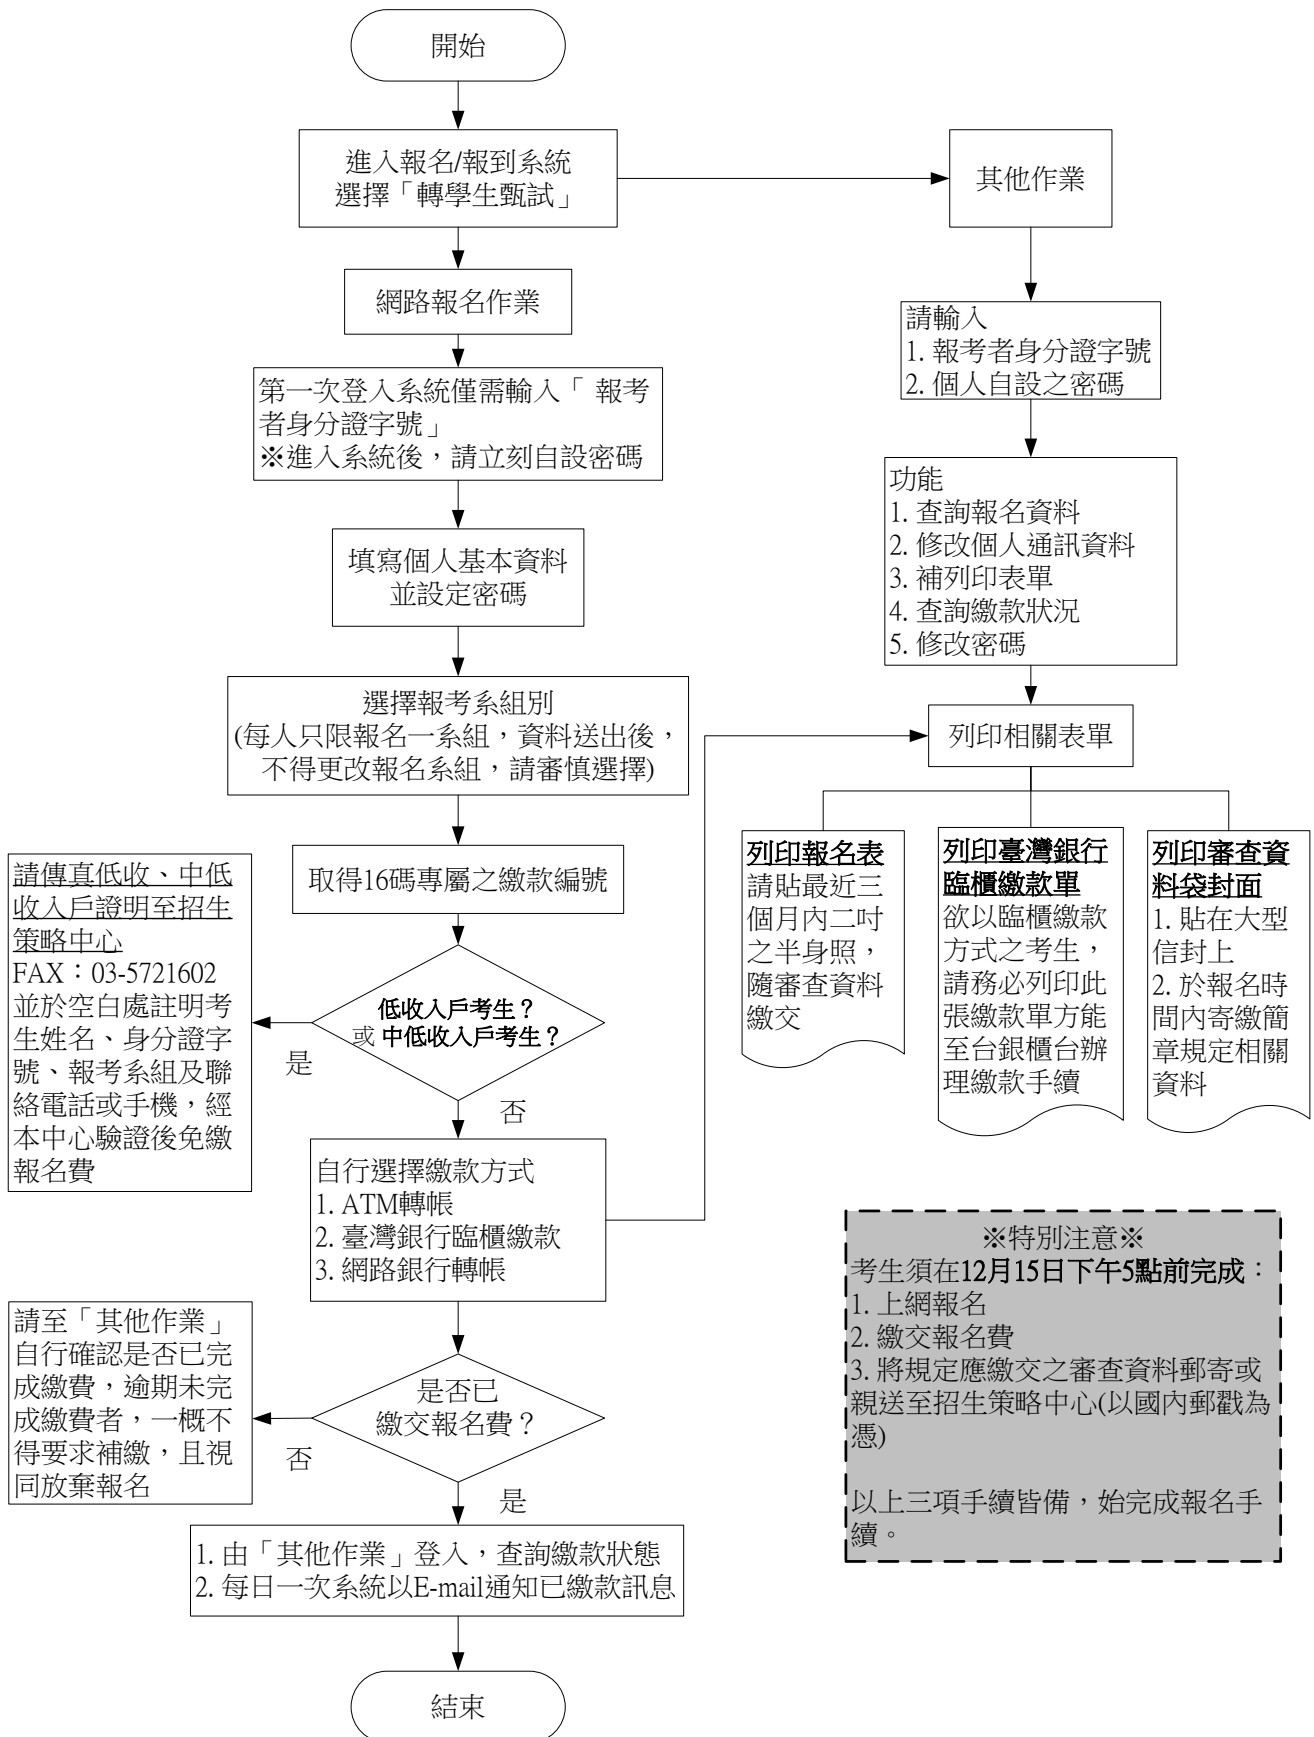 開始
進入報名/報到系統
選擇「轉學生甄試」
其他作業
網路報名作業
請輸入
1. 報考者身分證字號
2. 個人自設之密碼
第一次登入系統僅需輸入「 報考
者身分證字號」
※進入系統後，請立刻自設密碼
功能
1. 查詢報名資料
2. 修改個人通訊資料
3. 補列印表單
4. 查詢繳款狀況
5. 修改密碼
填寫個人基本資料
並設定密碼
選擇報考系組別
(每人只限報名一系組，資料送出後，
不得更改報名系組，請審慎選擇)
列印相關表單
取得16碼專屬之繳款編號
列印報名表
請貼最近三
個月內二吋
之半身照，
隨審查資料
繳交
列印臺灣銀行
臨櫃繳款單
欲以臨櫃繳款
方式之考生，
請務必列印此
張繳款單方能
至台銀櫃台辦
理繳款手續
列印審查資
料袋封面
1. 貼在大型
信封上
2. 於報名時
間內寄繳簡
章規定相關
資料
請傳真低收、中低
收入戶證明至招生
策略中心
FAX：03-5721602
並於空白處註明考
生姓名、身分證字
號、報考系組及聯
絡電話或手機，經
本中心驗證後免繳
報名費
低收入戶考生？
或 中低收入戶考生？
是
否
自行選擇繳款方式
1. ATM轉帳
2. 臺灣銀行臨櫃繳款
3. 網路銀行轉帳
※特別注意※
考生須在12月15日下午5點前完成：
1. 上網報名
2. 繳交報名費
3. 將規定應繳交之審查資料郵寄或
親送至招生策略中心(以國內郵戳為
憑)
以上三項手續皆備，始完成報名手
續。
請至「其他作業」
自行確認是否已完
成繳費，逾期未完
成繳費者，一概不
得要求補繳，且視
同放棄報名
是否已
繳交報名費？
否
是
1. 由「其他作業」登入，查詢繳款狀態
2. 每日一次系統以E-mail通知已繳款訊息
結束